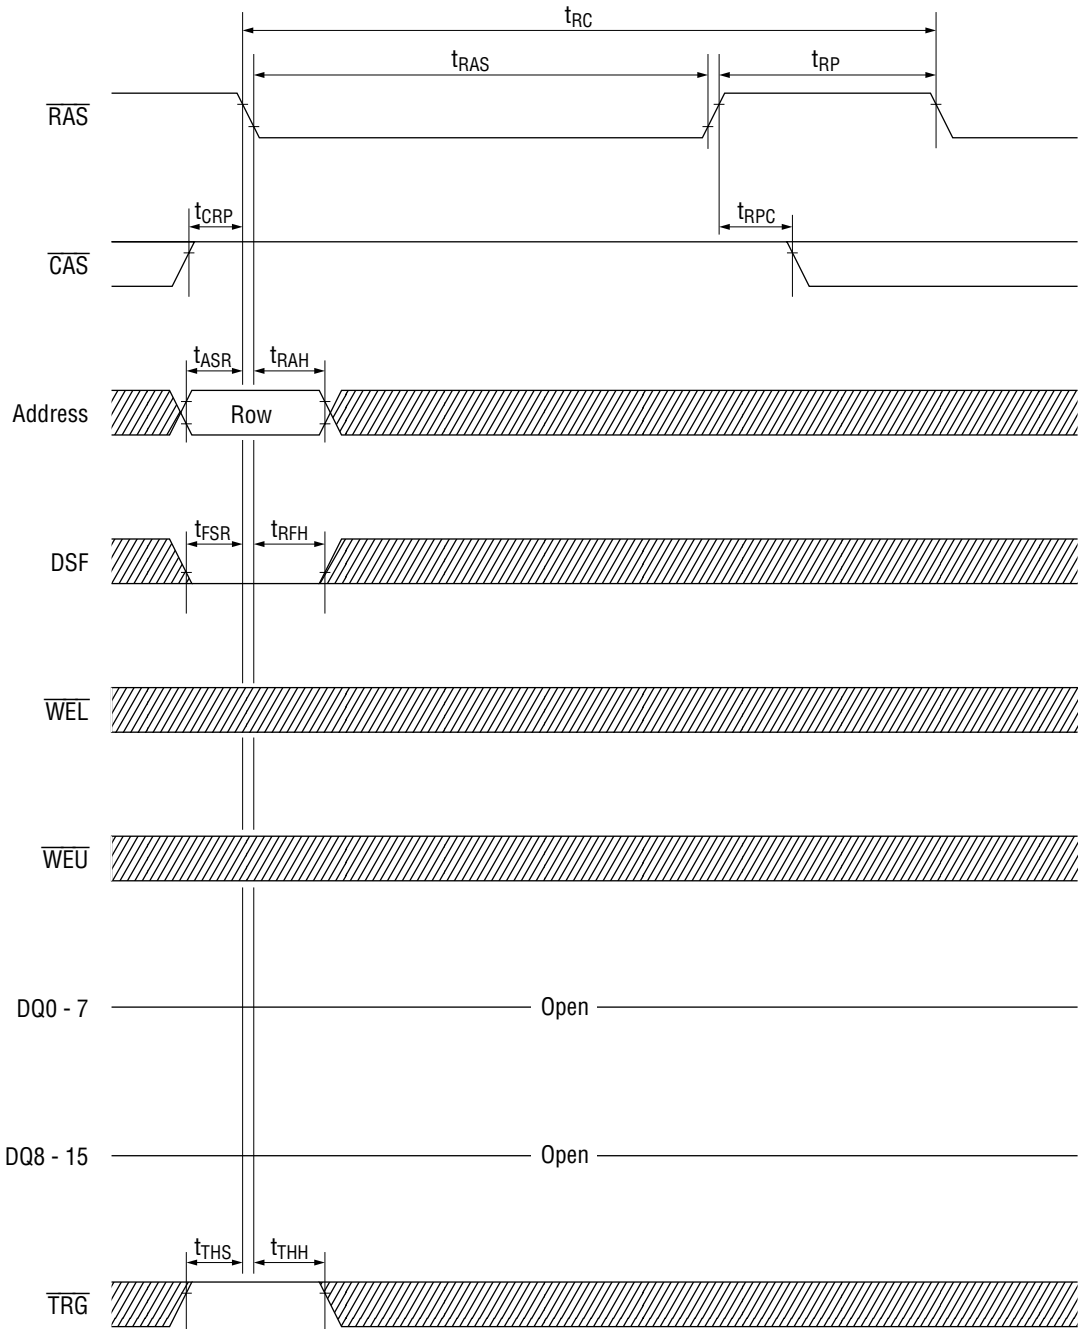 tRC
tRAS
tRP
RAS
tCRP
tRPC
CAS
tASR
tRAH
Address
Row
tFSR
tRFH
DSF
WEL
WEU
DQ0 - 7
Open
DQ8 - 15
Open
tTHS
tTHH
TRG